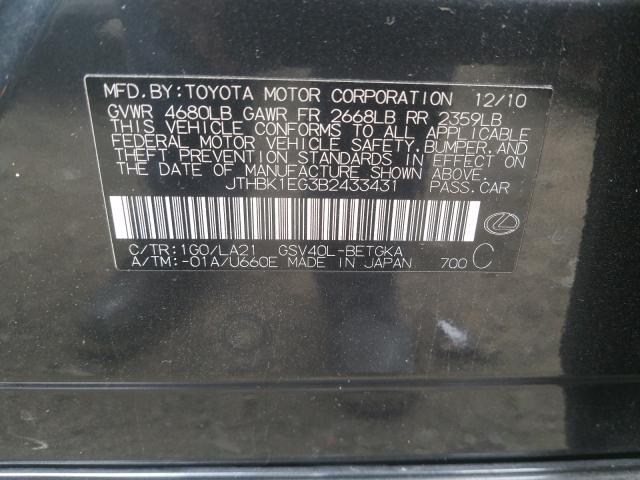 MFD. BY: TOYOTA MOTOR CORPORATION 12/10
GVWR 4680LB GAWR FR 2668LB RR 2359LB
THIS VEHICLE CONFORMS TO ALL APPLICABLE
FEDERAL MOTOR VEHICLE SAFETY, BUMPER, AND
THEFT PREVENTION STANDARDS IN EFFECT
ON THE DATE OF MANUFACTURE SHOWN ABOVE.
JTHBK1EG3B2433431 PASS. CAR
C/TR: 1G0/LA21 GSV40L-BETGKA
A/TM: -01A/U660E MADE IN JAPAN 700 C